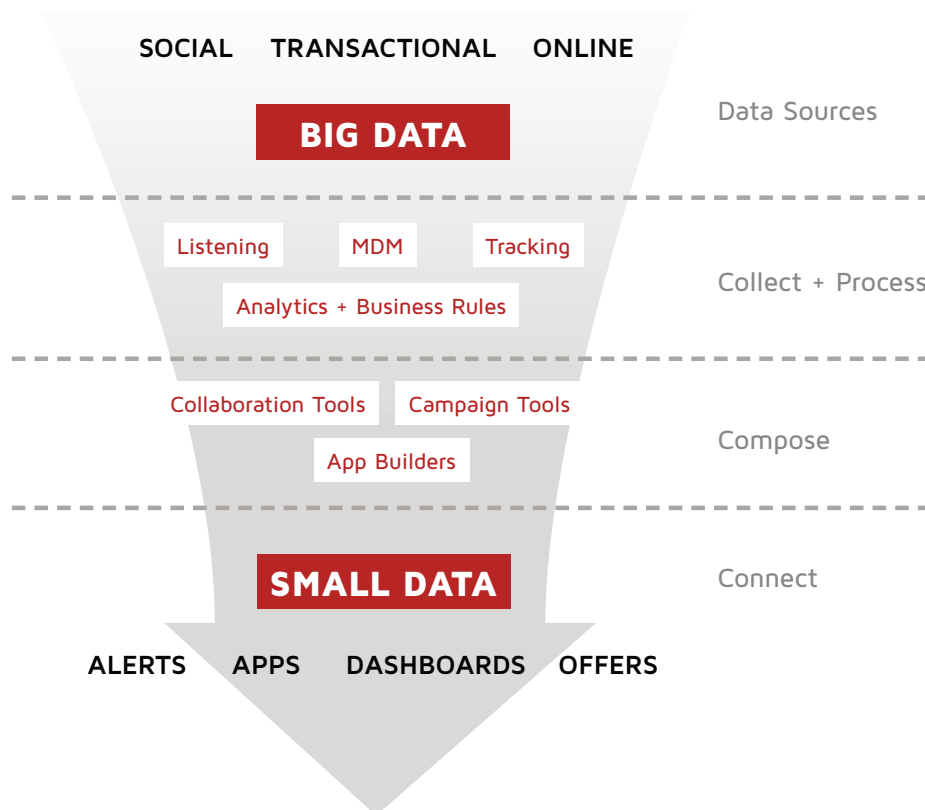 SOCIAL TRANSACTIONAL ONLINE
BIG DATA
Data Sources
Listening MDM Tracking
Analytics + Business Rules
Collect + Process
Collaboration Tools Campaign Tools
App Builders
Compose
SMALL DATA
Connect
ALERTS APPS DASHBOARDS OFFERS